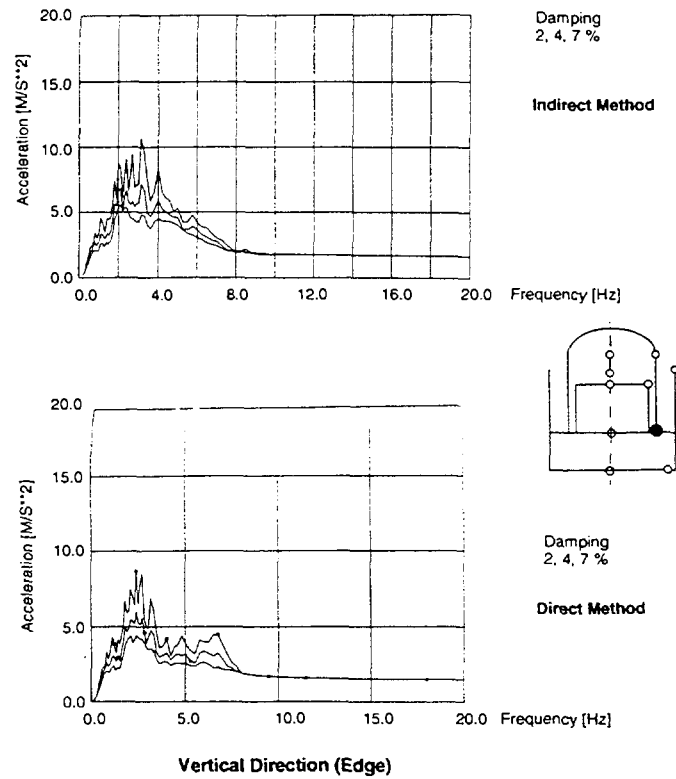 20.0
15.0
10.0
5.0
0.0
Acceleration [M/S**2]
0.0 4.0 8.0 12.0 16.0 20.0 Frequency [Hz]
Damping
2, 4, 7 %
Indirect Method
20.0
15.0
10.0
5.0
0.0
Acceleration [M/S**2]
0.0 5.0 10.0 15.0 20.0 Frequency [Hz]
Damping
2, 4, 7 %
Direct Method
Vertical Direction (Edge)